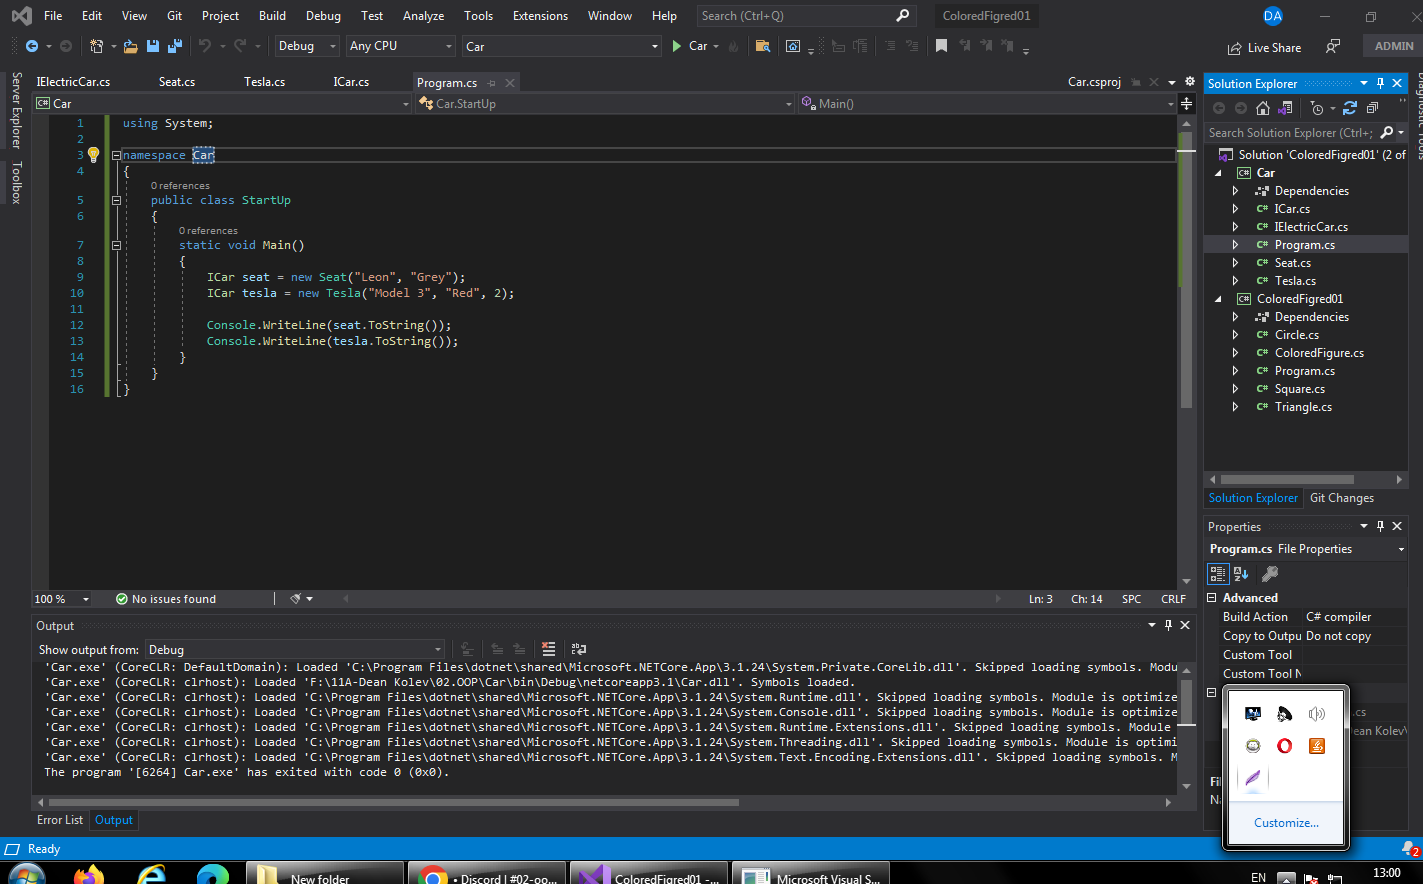 File Edit View Git Project Build Debug Test Analyze Tools Extensions Window Help Search (Ctrl+Q) ColoredFigred01 DA
Debug Any CPU Car Car Live Share ADMIN
IElectricCar.cs Seat.cs Tesla.cs ICar.cs Program.cs Car.csproj
Car Car.StartUp Main()
Server Explorer
Toolbox
1 using System;
2
3 namespace Car
4 {
0 references
5 public class StartUp
6 {
0 references
7 static void Main()
8 {
9 ICar seat = new Seat("Leon", "Grey");
10 ICar tesla = new Tesla("Model 3", "Red", 2);
11
12 Console.WriteLine(seat.ToString());
13 Console.WriteLine(tesla.ToString());
14 }
15 }
16 }
100 % No issues found Ln: 3 Ch: 14 SPC CRLF
Output
Show output from: Debug
'Car.exe' (CoreCLR: DefaultDomain): Loaded 'C:\Program Files\dotnet\shared\Microsoft.NETCore.App\3.1.24\System.Private.CoreLib.dll'. Skipped loading symbols. Modu
'Car.exe' (CoreCLR: clrhost): Loaded 'F:\11A-Dean Kolev\02.OOP\Car\bin\Debug\netcoreapp3.1\Car.dll'. Symbols loaded.
'Car.exe' (CoreCLR: clrhost): Loaded 'C:\Program Files\dotnet\shared\Microsoft.NETCore.App\3.1.24\System.Runtime.dll'. Skipped loading symbols. Module is optimize
'Car.exe' (CoreCLR: clrhost): Loaded 'C:\Program Files\dotnet\shared\Microsoft.NETCore.App\3.1.24\System.Console.dll'. Skipped loading symbols. Module is optimize
'Car.exe' (CoreCLR: clrhost): Loaded 'C:\Program Files\dotnet\shared\Microsoft.NETCore.App\3.1.24\System.Runtime.Extensions.dll'. Skipped loading symbols. Module
'Car.exe' (CoreCLR: clrhost): Loaded 'C:\Program Files\dotnet\shared\Microsoft.NETCore.App\3.1.24\System.Threading.dll'. Skipped loading symbols. Module is optimi
'Car.exe' (CoreCLR: clrhost): Loaded 'C:\Program Files\dotnet\shared\Microsoft.NETCore.App\3.1.24\System.Text.Encoding.Extensions.dll'. Skipped loading symbols. M
The program '[6264] Car.exe' has exited with code 0 (0x0).
Error List Output
Solution Explorer
Search Solution Explorer (Ctrl+;
Solution 'ColoredFigred01' (2 of
Car
Dependencies
ICar.cs
IElectricCar.cs
Program.cs
Seat.cs
Tesla.cs
ColoredFigred01
Dependencies
Circle.cs
ColoredFigure.cs
Program.cs
Square.cs
Triangle.cs
Solution Explorer Git Changes
Properties
Program.cs File Properties
Advanced
Build Action C# compiler
Copy to Outpu Do not copy
Custom Tool
Custom Tool N
Customize...
Ready 2
New folder Discord | #02-oo... ColoredFigred01 -... Microsoft Visual S... EN 13:00